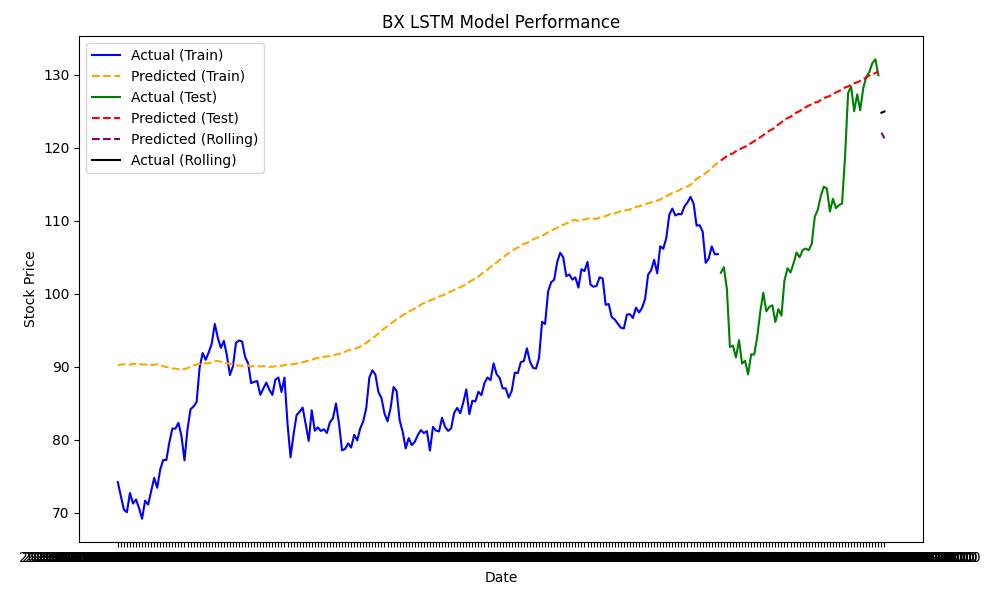 BX LSTM Model Performance
Actual (Train)
Predicted (Train)
Actual (Test)
Predicted (Test)
Predicted (Rolling)
Actual (Rolling)
130
120
110
100
90
80
70
Stock Price
Date